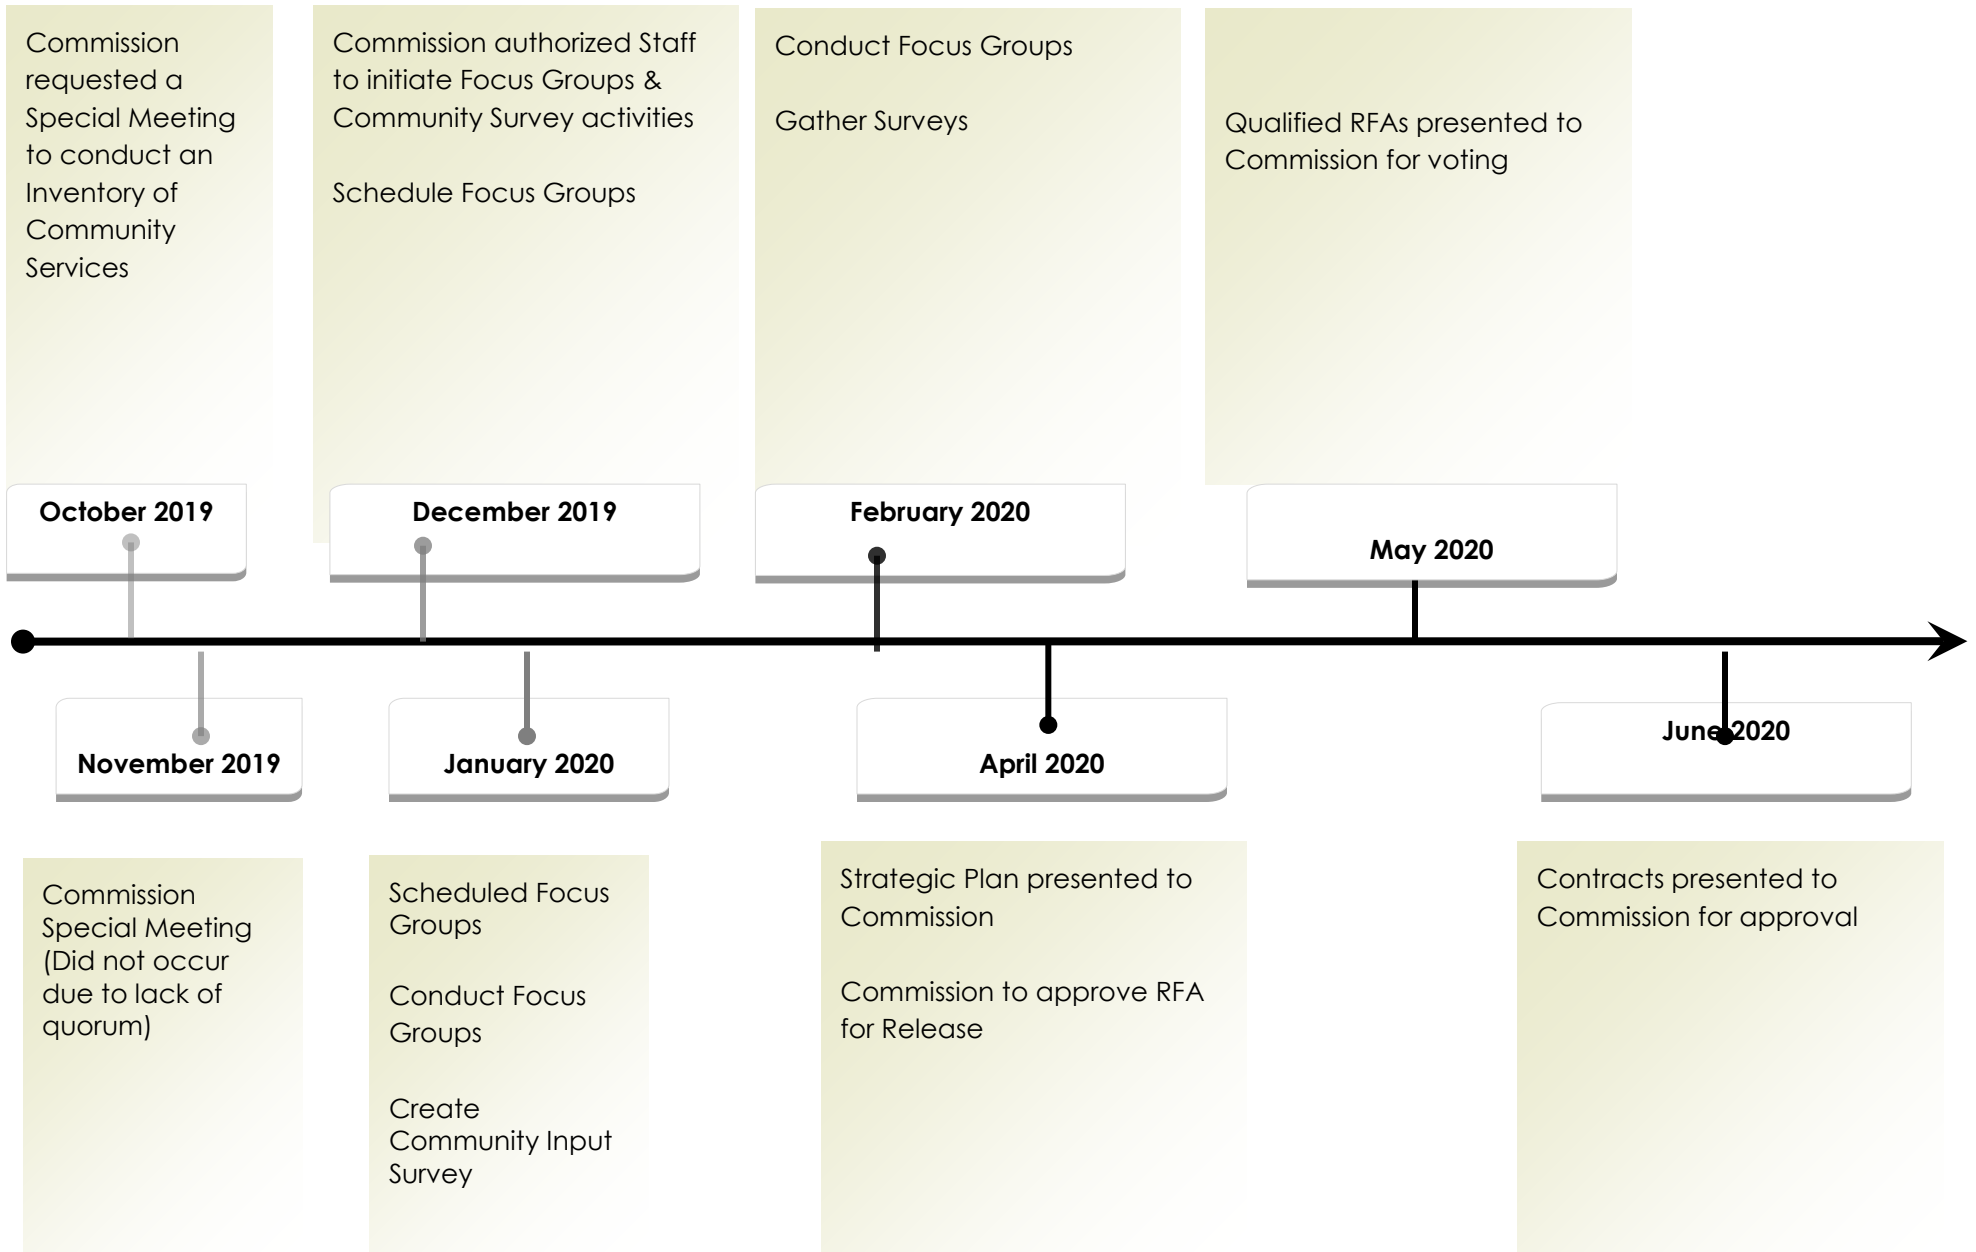 Commission
requested a
Special Meeting
to conduct an
Inventory of
Community
Services
Commission authorized Staff
to initiate Focus Groups &
Community Survey activities
Schedule Focus Groups
Conduct Focus Groups
Gather Surveys
Qualified RFAs presented to
Commission for voting
October 2019
December 2019
February 2020
May 2020
November 2019
January 2020
April 2020
June 2020
Commission
Special Meeting
(Did not occur
due to lack of
quorum)
Scheduled Focus
Groups
Conduct Focus
Groups
Create
Community Input
Survey
Strategic Plan presented to
Commission
Commission to approve RFA
for Release
Contracts presented to
Commission for approval